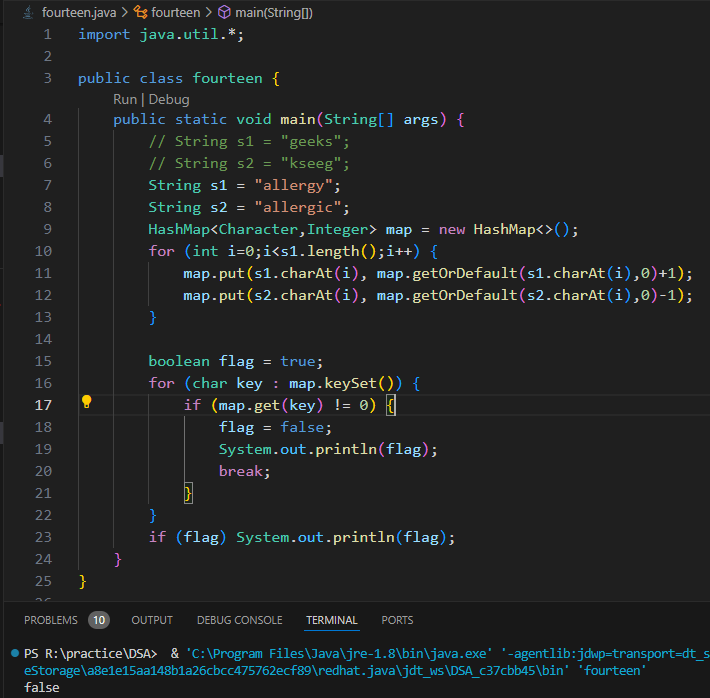 fourteen.java > fourteen > main(String[])
1 import java.util.*;
2
3 public class fourteen {
Run | Debug
4 public static void main(String[] args) {
5 // String s1 = "geeks";
6 // String s2 = "kseeg";
7 String s1 = "allergy";
8 String s2 = "allergic";
9 HashMap<Character,Integer> map = new HashMap<>();
10 for (int i=0;i<s1.length();i++) {
11 map.put(s1.charAt(i), map.getOrDefault(s1.charAt(i),0)+1);
12 map.put(s2.charAt(i), map.getOrDefault(s2.charAt(i),0)-1);
13 }
14
15 boolean flag = true;
16 for (char key : map.keySet()) {
17 if (map.get(key) != 0) {
18 flag = false;
19 System.out.println(flag);
20 break;
21 }
22 }
23 if (flag) System.out.println(flag);
24 }
25 }
PROBLEMS 10 OUTPUT DEBUG CONSOLE TERMINAL PORTS
PS R:\practice\DSA> & 'C:\Program Files\Java\jre-1.8\bin\java.exe' '-agentlib:jdwp=transport=dt_s
eStorage\a8e1e15aa148b1a26cbcc475762ecf89\redhat.java\jdt_ws\DSA_c37cbb45\bin' 'fourteen'
false